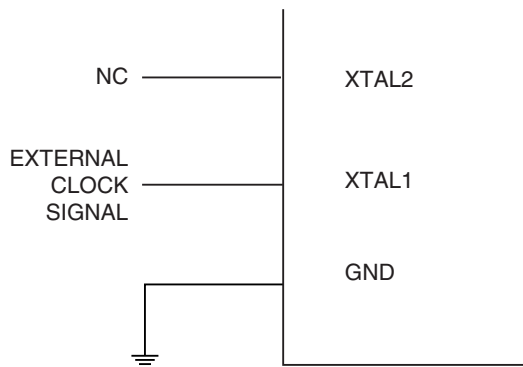 NC
XTAL2
EXTERNAL
CLOCK
SIGNAL
XTAL1
GND